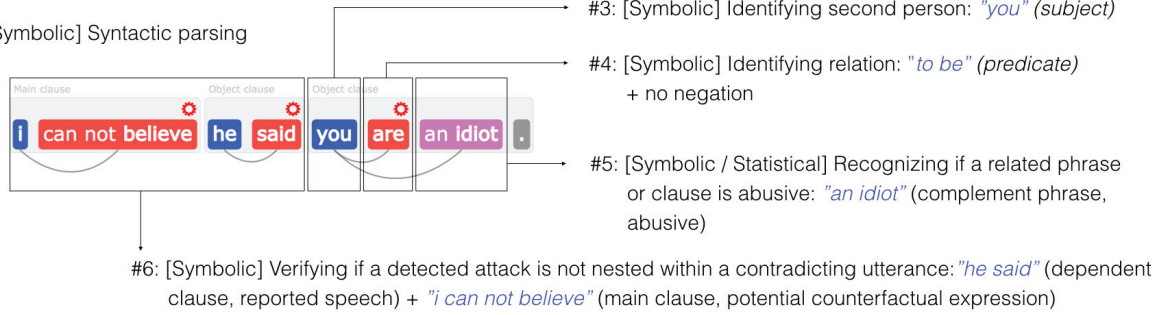 #3: [Symbolic] Identifying second person: "you" (subject)
Symbolic] Syntactic parsing
#4: [Symbolic] Identifying relation: "to be" (predicate)
+ no negation
Main clause Object clause Object clause
i can not believe he said you are an idiot .
#5: [Symbolic / Statistical] Recognizing if a related phrase
or clause is abusive: "an idiot" (complement phrase,
abusive)
#6: [Symbolic] Verifying if a detected attack is not nested within a contradicting utterance:"he said" (dependent
clause, reported speech) + "i can not believe" (main clause, potential counterfactual expression)